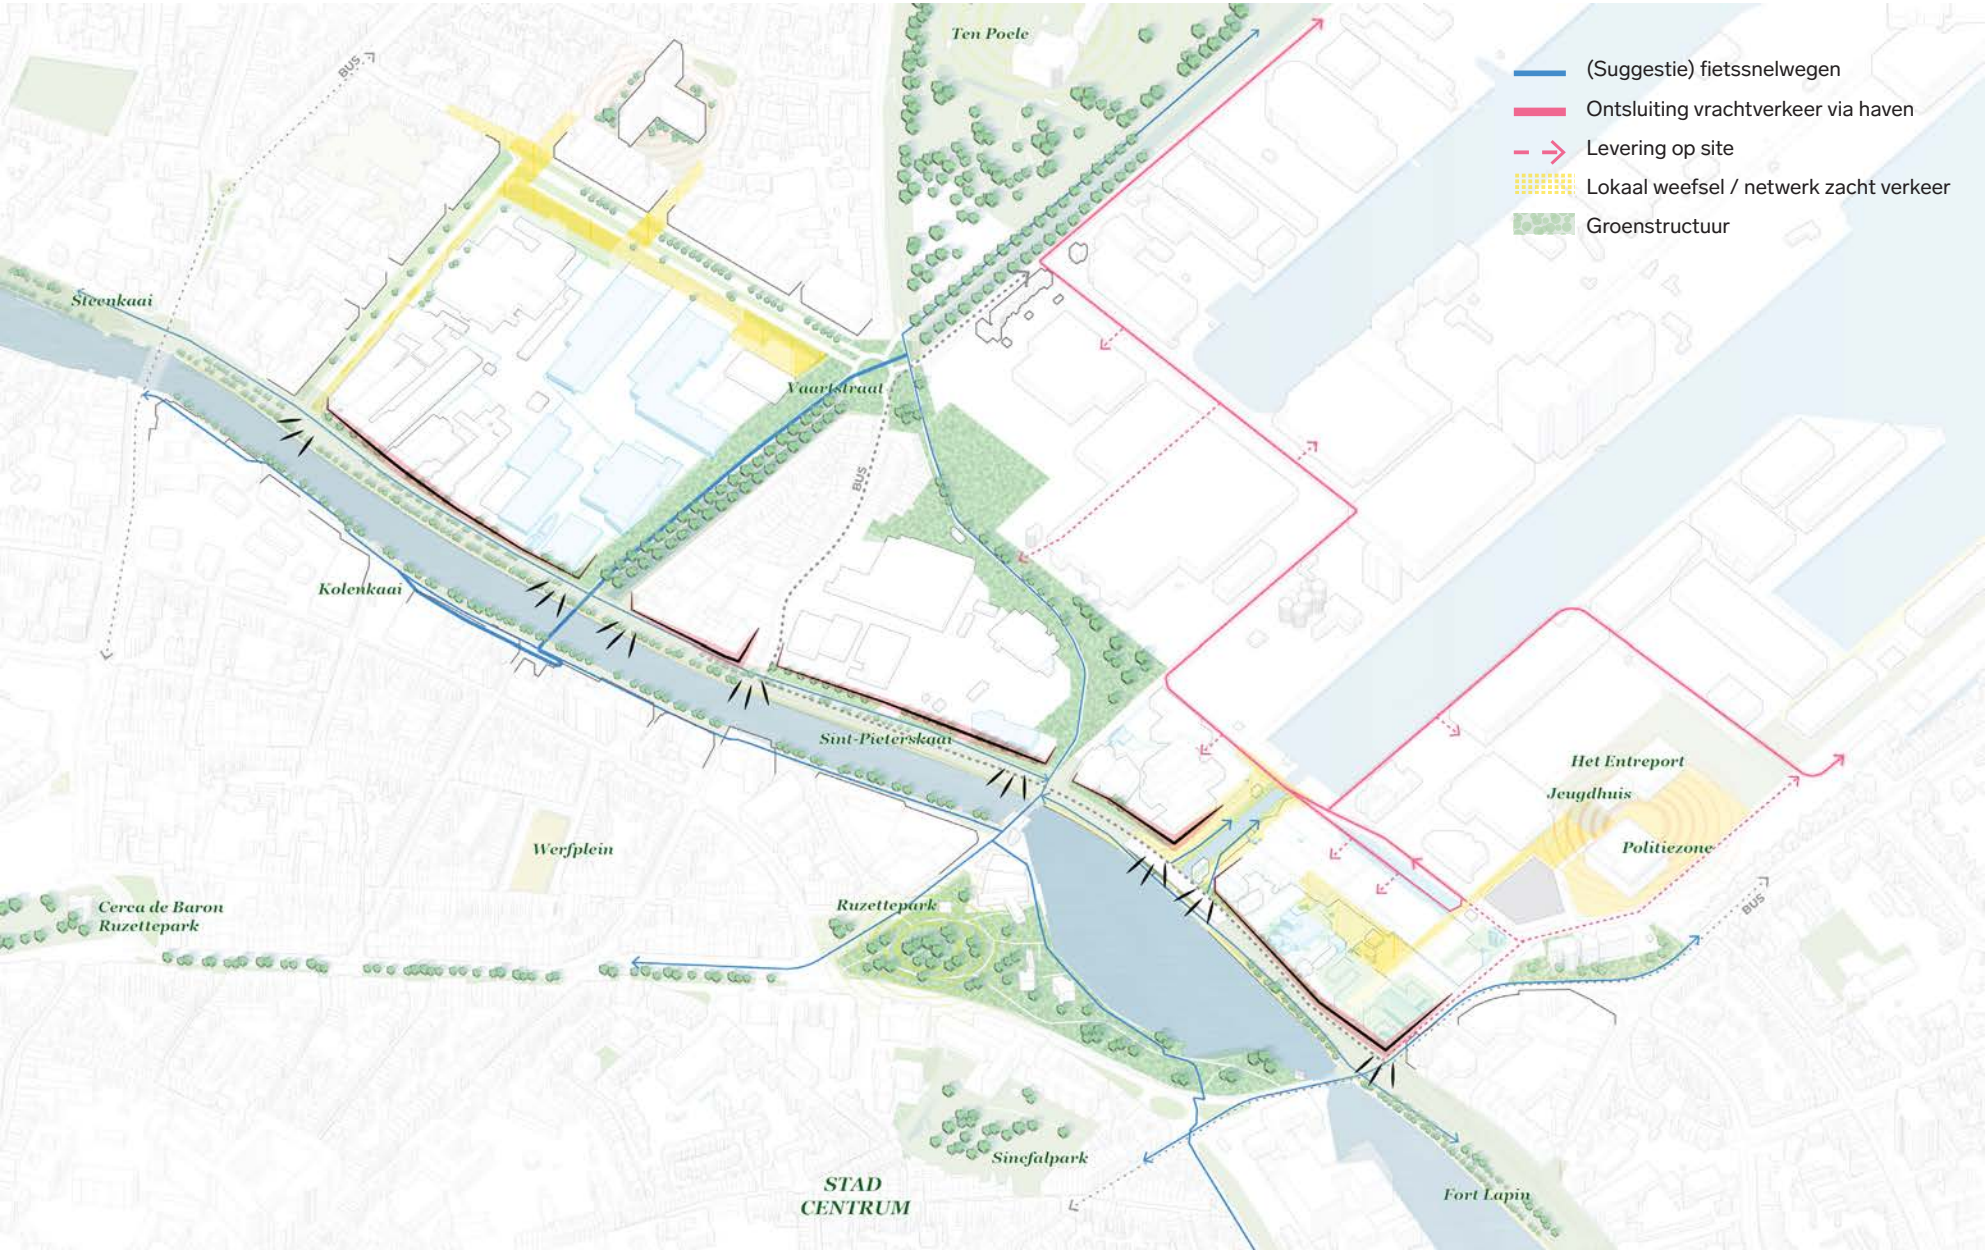 Ten Poele
BUS
(Suggestie) fietssnelwegen
Ontsluiting vrachtverkeer via haven
Levering op site
Lokaal weefsel / netwerk zacht verkeer
Groenstructuur
Steenkaai
Vaartstraat
BUS
Kolenkaai
Sint-Pieterskaai
Het Entreport
Jeugdhuis
Politiezone
Werfplein
Ruzettepark
BUS
Cerca de Baron
Ruzettepark
Sincfalpark
STAD
CENTRUM
Fort Lapin